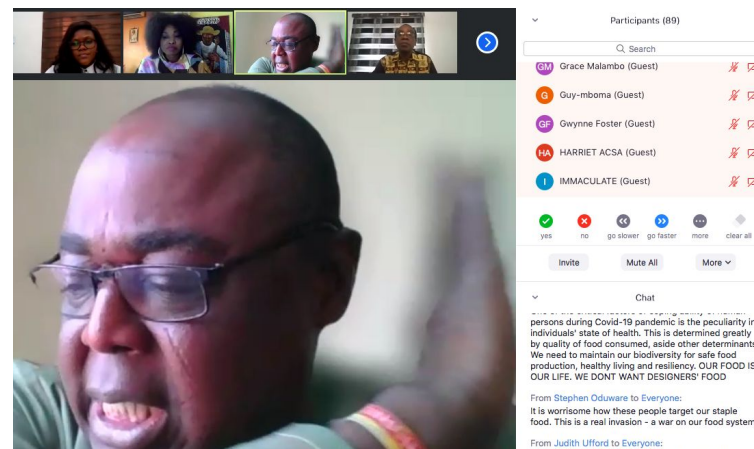 Participants (89)
Search
GM Grace Malambo (Guest)
G Guy-mboma (Guest)
GF Gwynne Foster (Guest)
HA HARRIET ACSA (Guest)
I IMMACULATE (Guest)
yes no go slower go faster more clear all
Invite Mute All More
Chat
persons during Covid-19 pandemic is the peculiarity in
individuals' state of health. This is determined greatly
by quality of food consumed, aside other determinants
We need to maintain our biodiversity for safe food
production, healthy living and resiliency. OUR FOOD IS
OUR LIFE. WE DONT WANT DESIGNERS' FOOD
From Stephen Oduware to Everyone:
It is worrisome how these people target our staple
food. This is a real invasion - a war on our food system
From Judith Ufford to Everyone: